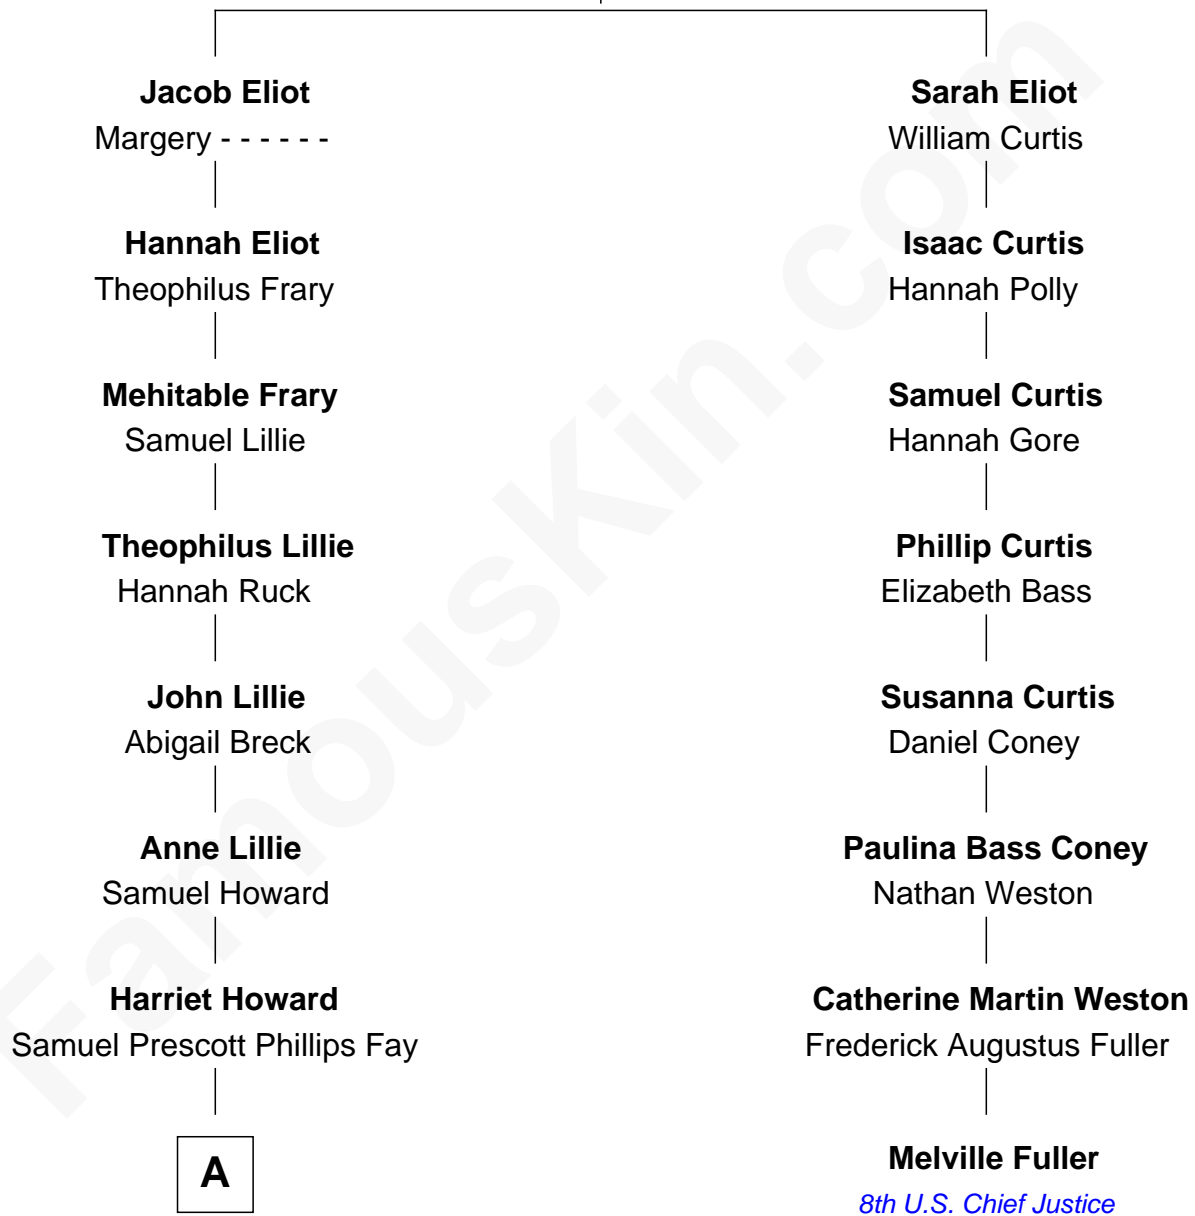 Jacob Eliot
Margery - - - - - -
Hannah Eliot
Theophilus Frary
Mehitable Frary
Samuel Lillie
Theophilus Lillie
Hannah Ruck
John Lillie
Abigail Breck
Anne Lillie
Samuel Howard
Harriet Howard
Samuel Prescott Phillips Fay
A
Sarah Eliot
William Curtis
Isaac Curtis
Hannah Polly
Samuel Curtis
Hannah Gore
Phillip Curtis
Elizabeth Bass
Susanna Curtis
Daniel Coney
Paulina Bass Coney
Nathan Weston
Catherine Martin Weston
Frederick Augustus Fuller
Melville Fuller
8th U.S. Chief Justice
FamousKin.com